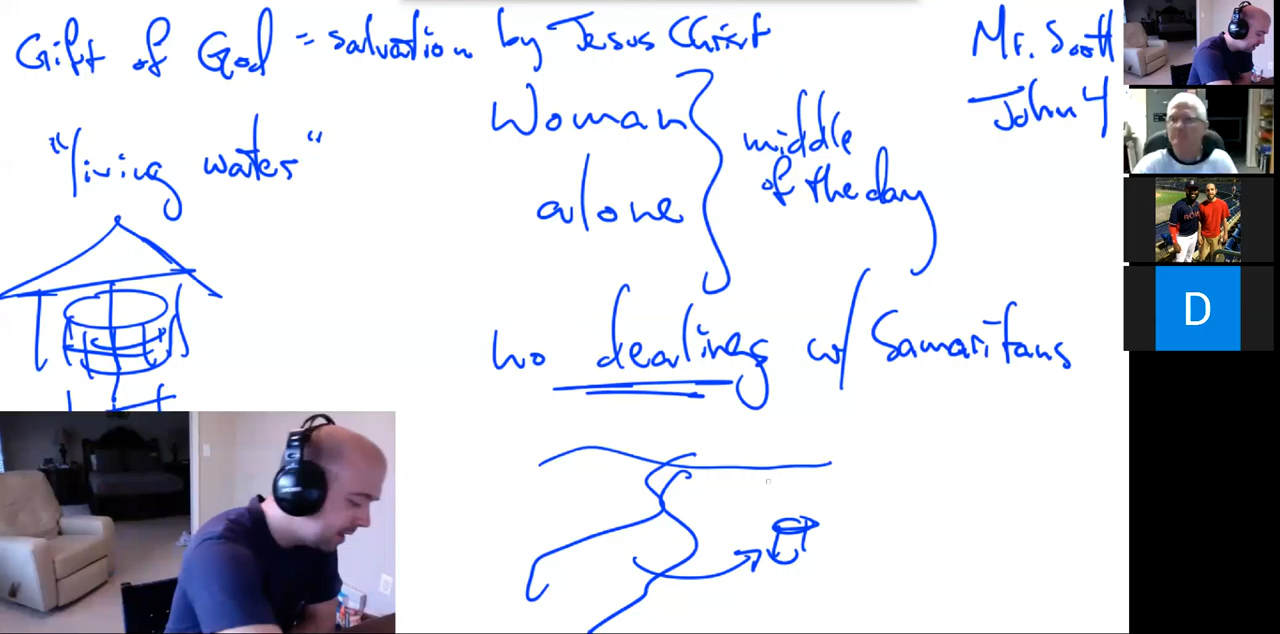 Gift of God = salvation by Jesus Christ
Mr. Scott
John 4
"living water"
Woman
alone
middle
of the day
no dealings w/ Samaritans
D